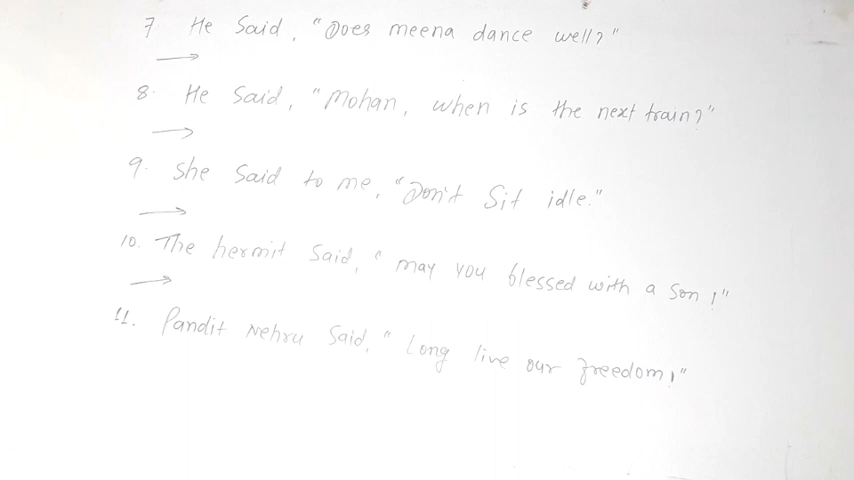 7 He Said, "Does meena dance well?"
→
8. He Said, "Mohan, when is the next train?"
→
9. She Said to me, "Don't Sit idle."
→
10. The hermit Said, "may you blessed with a son!"
→
11. Pandit Nehru Said, "Long live our freedom!"